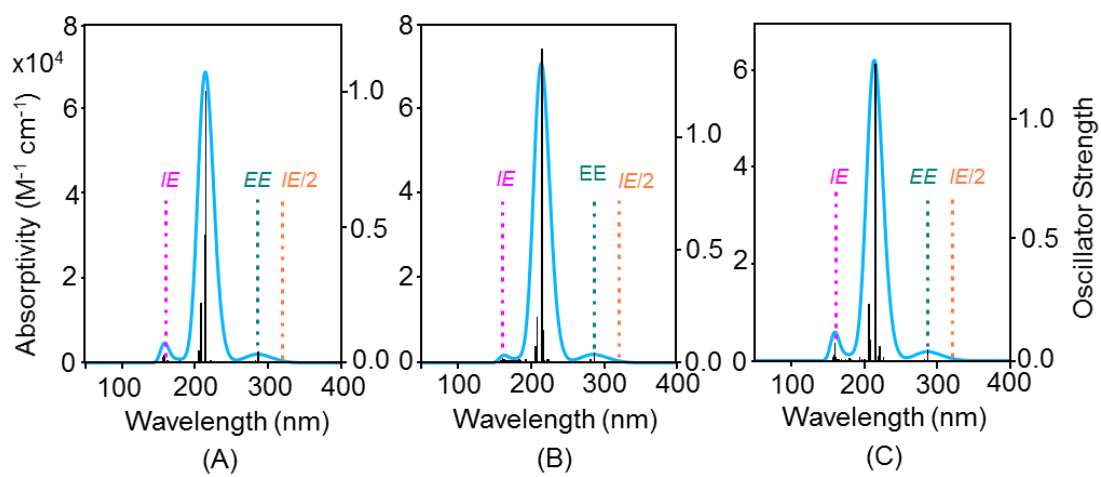 x10⁴
Absorptivity (M⁻¹ cm⁻¹)
8
6
4
2
0
IE
EE
IE/2
1.0
0.5
0.0
100
200
300
400
Wavelength (nm)
(A)
8
6
4
2
0
IE
EE
IE/2
1.0
0.5
0.0
100
200
300
400
Wavelength (nm)
(B)
6
4
2
0
IE
EE
IE/2
1.0
0.5
0.0
100
200
300
400
Wavelength (nm)
(C)
Oscillator Strength